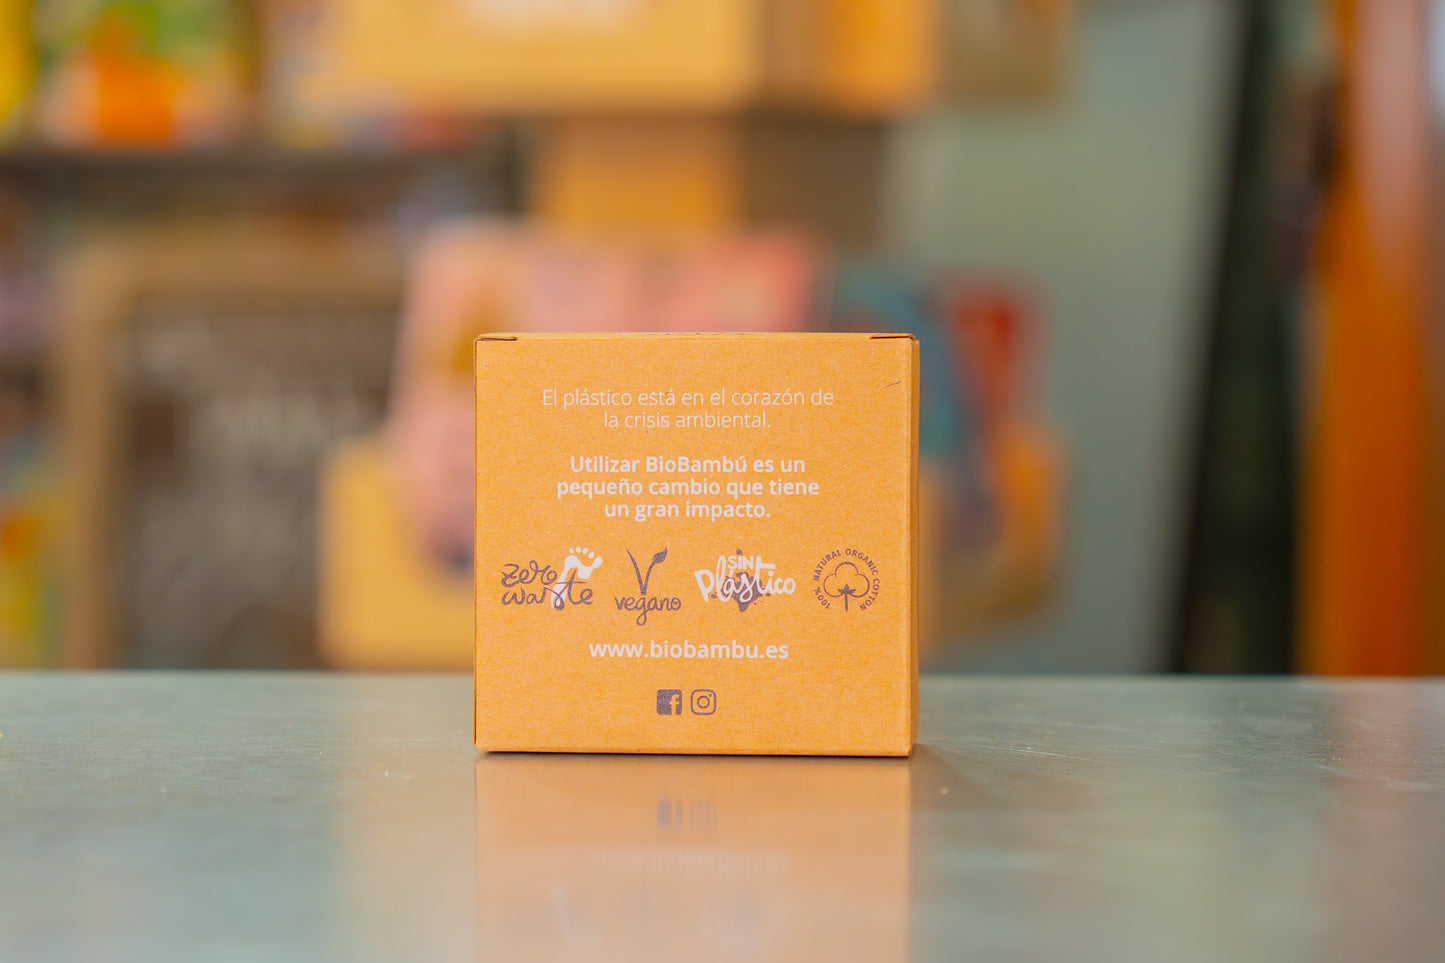 El plástico está en el corazón de
la crisis ambiental.
Utilizar BioBambú es un
pequeño cambio que tiene
un gran impacto.
zero
waste
vegano
SIN
Plástico
100% NATURAL ORGANIC COTTON
www.biobambu.es